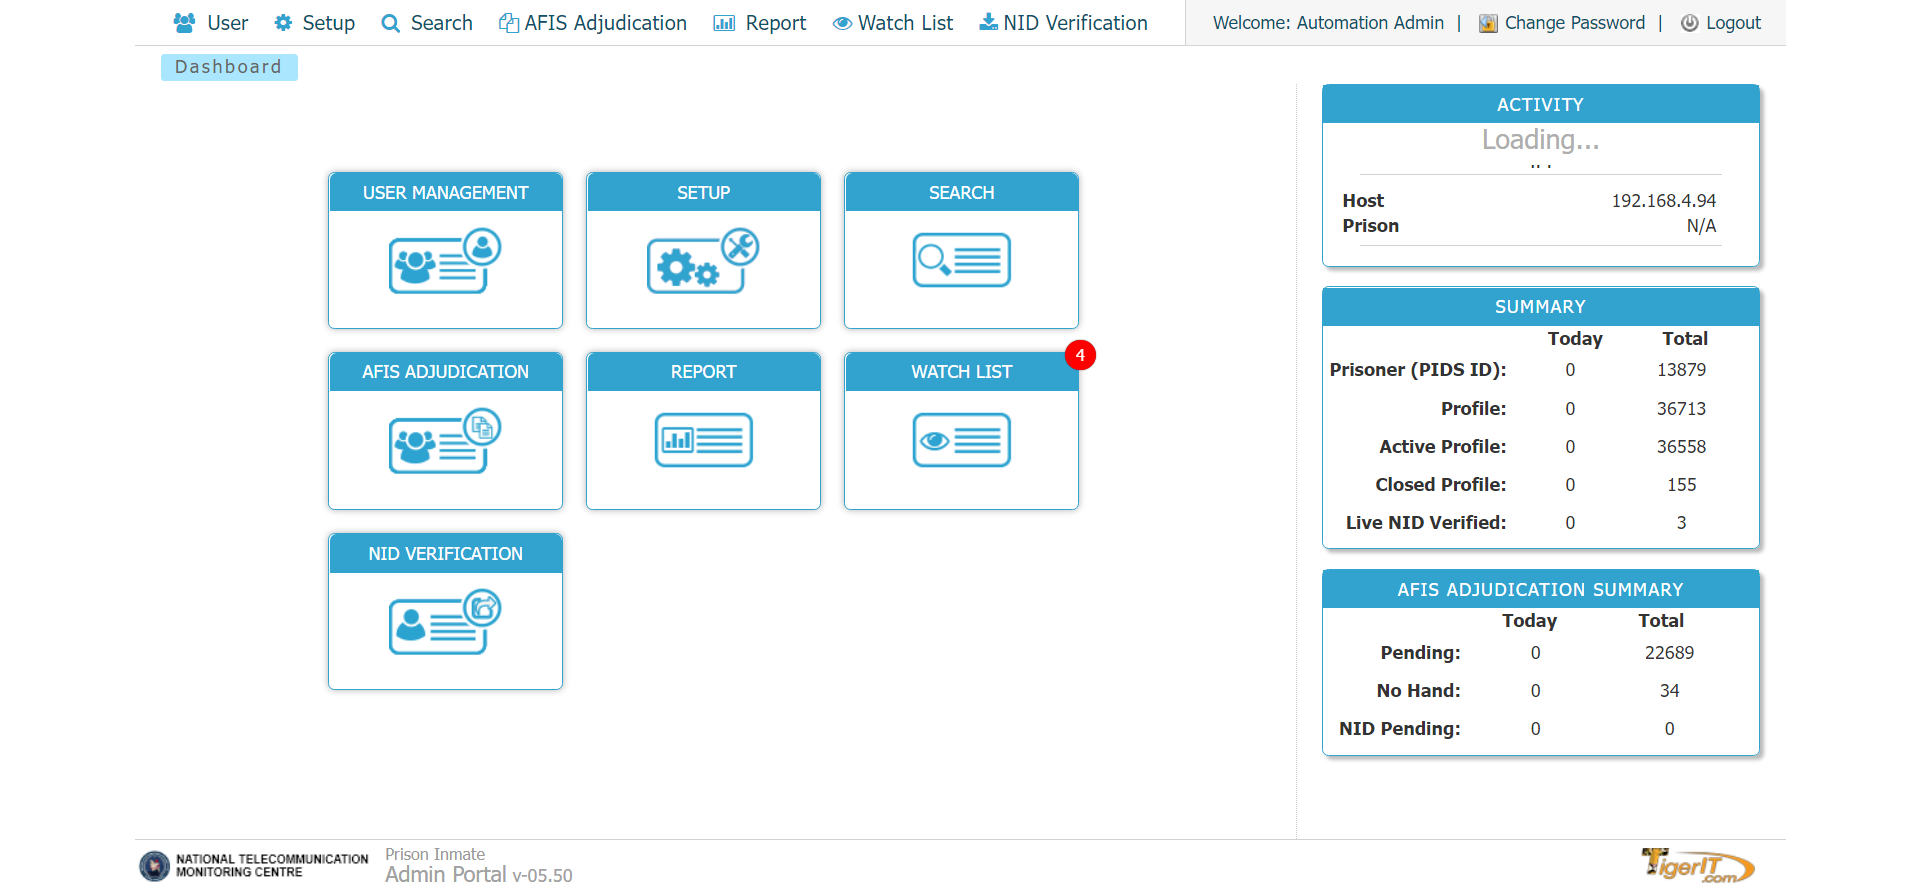 User Setup Search AFIS Adjudication Report Watch List NID Verification Welcome: Automation Admin | Change Password | Logout
Dashboard
USER MANAGEMENT
SETUP
SEARCH
AFIS ADJUDICATION
REPORT
WATCH LIST
4
NID VERIFICATION
ACTIVITY
Loading...
Host 192.168.4.94
Prison N/A
SUMMARY
Today Total
Prisoner (PIDS ID): 0 13879
Profile: 0 36713
Active Profile: 0 36558
Closed Profile: 0 155
Live NID Verified: 0 3
AFIS ADJUDICATION SUMMARY
Today Total
Pending: 0 22689
No Hand: 0 34
NID Pending: 0 0
NATIONAL TELECOMMUNICATION
MONITORING CENTRE
Prison Inmate
Admin Portal v-05.50
TigerIT.com